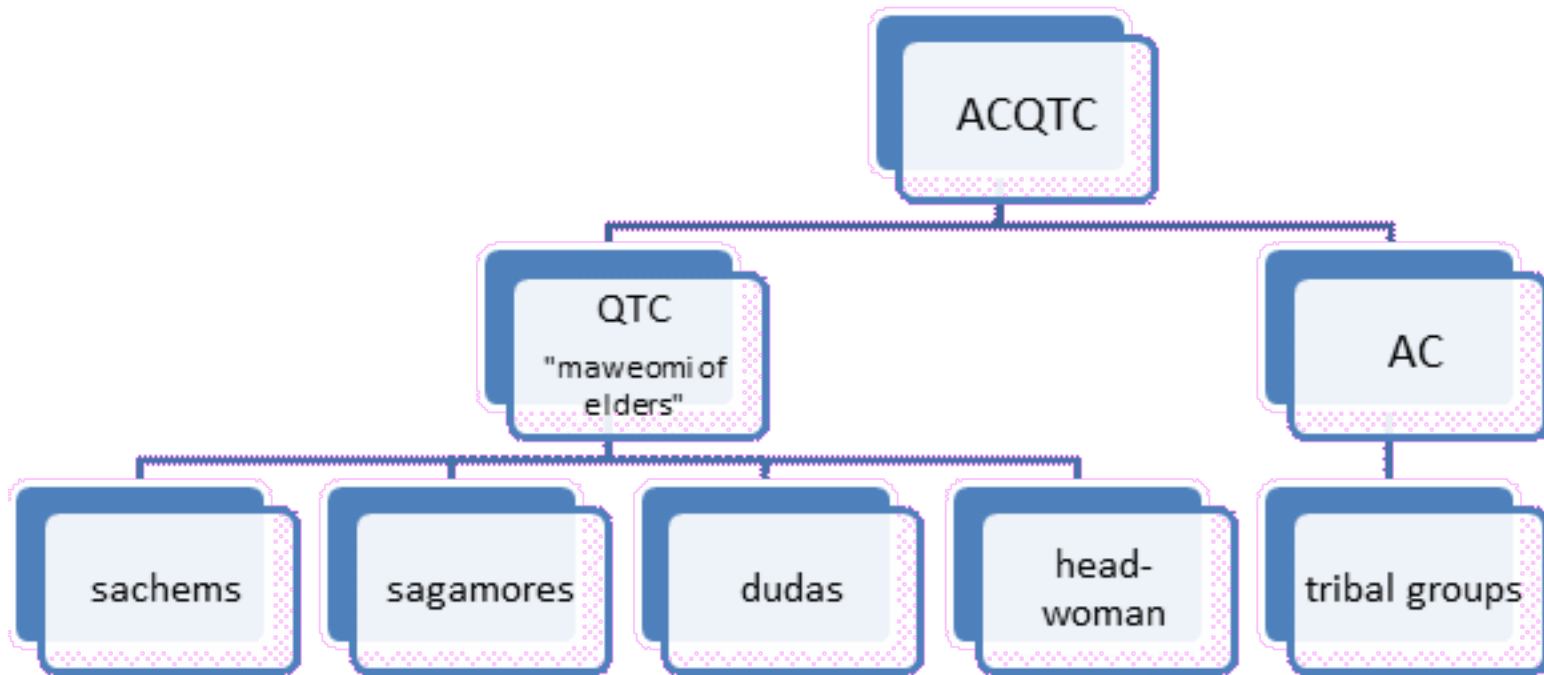 ACQTC
QTC
"maweomi of
elders"
AC
sachems
sagamores
dudas
head-
woman
tribal groups